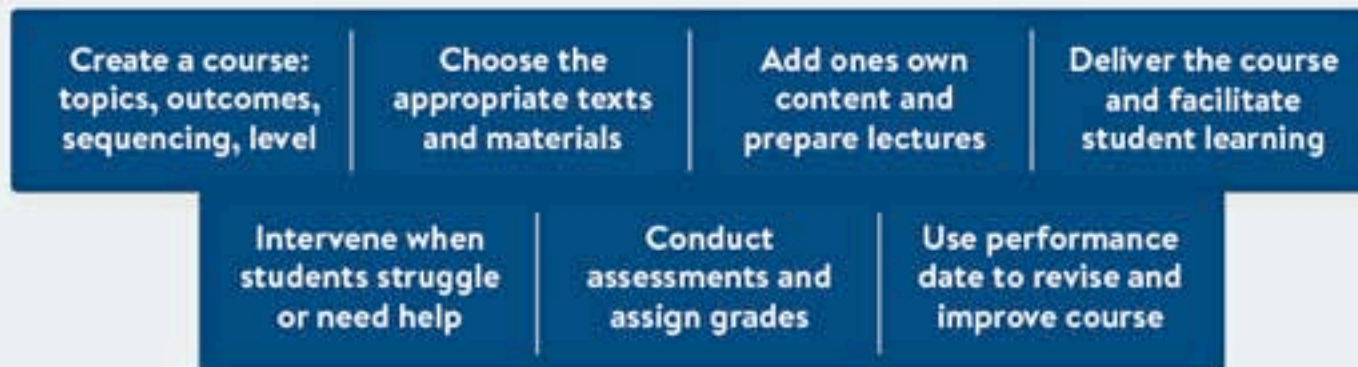 Create a course:
topics, outcomes,
sequencing, level
Choose the
appropriate texts
and materials
Add ones own
content and
prepare lectures
Deliver the course
and facilitate
student learning
Intervene when
students struggle
or need help
Conduct
assessments and
assign grades
Use performance
date to revise and
improve course